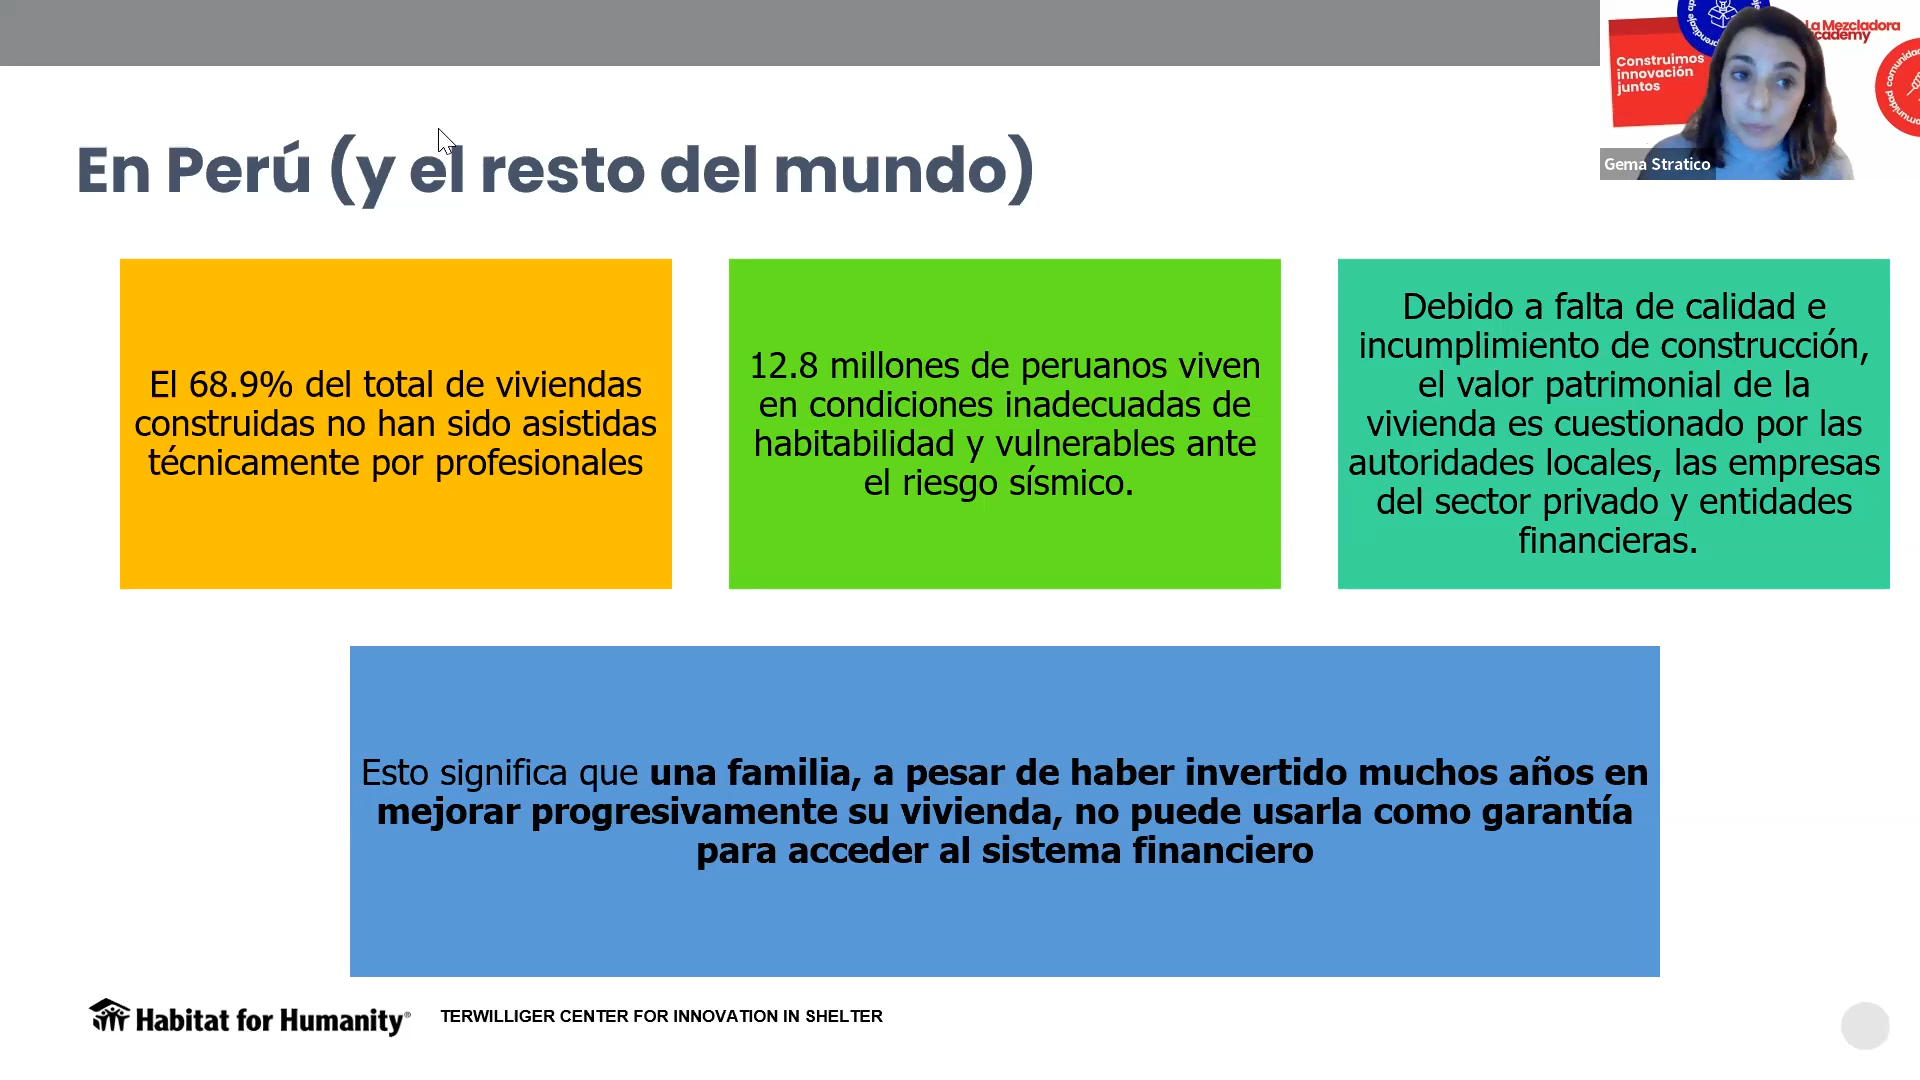 La Mezcladora
academy
Construimos
innovación
juntos
Gema Stratico
En Perú (y el resto del mundo)
El 68.9% del total de viviendas
construidas no han sido asistidas
técnicamente por profesionales
12.8 millones de peruanos viven
en condiciones inadecuadas de
habitabilidad y vulnerables ante
el riesgo sísmico.
Debido a falta de calidad e
incumplimiento de construcción,
el valor patrimonial de la
vivienda es cuestionado por las
autoridades locales, las empresas
del sector privado y entidades
financieras.
Esto significa que una familia, a pesar de haber invertido muchos años en
mejorar progresivamente su vivienda, no puede usarla como garantía
para acceder al sistema financiero
Habitat for Humanity®
TERWILLIGER CENTER FOR INNOVATION IN SHELTER